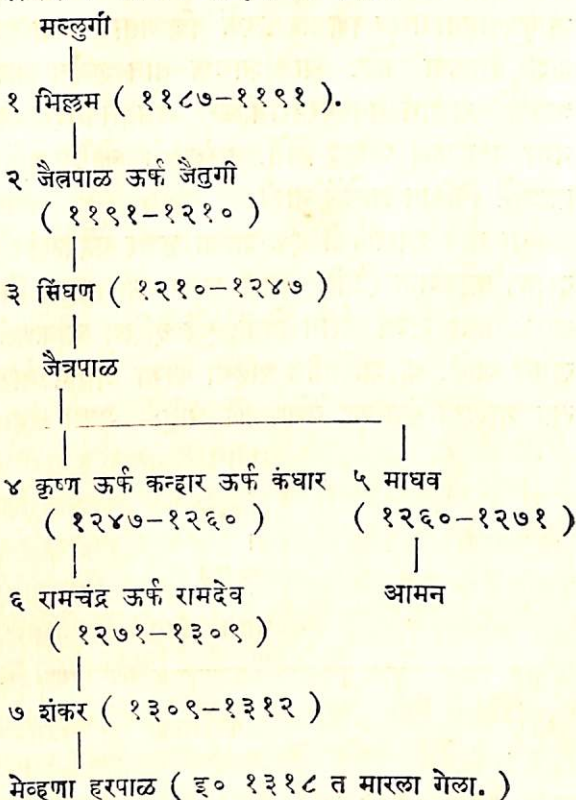 मल्लुगी
१ भिल्लम ( ११८७-११९१ ).
२ जैत्रपाळ ऊर्फ जैतुगी
( ११९१-१२१० )
३ सिंघण ( १२१०-१२४७ )
जैत्रपाळ
४ कृष्ण ऊर्फ कन्हार ऊर्फ कंधार ५ माधव
( १२४७-१२६० ) ( १२६०-१२७१ )
६ रामचंद्र ऊर्फ रामदेव आमन
( १२७१-१३०९ )
७ शंकर ( १३०९-१३१२ )
मेव्हणा हरपाळ ( इ० १३१८ त मारला गेला. )